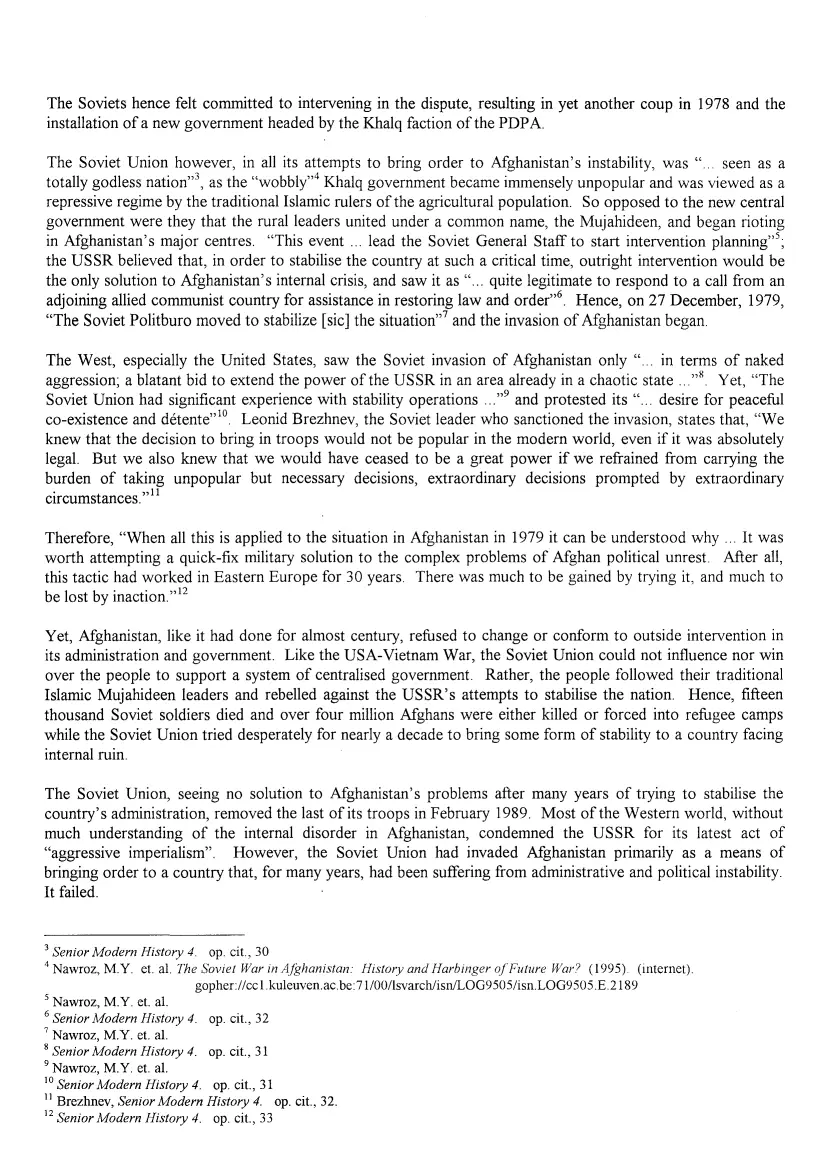 The Soviets hence felt committed to intervening in the dispute, resulting in yet another coup in 1978 and the
installation of a new government headed by the Khalq faction of the PDPA.
The Soviet Union however, in all its attempts to bring order to Afghanistan's instability, was “... seen as a
totally godless nation”³, as the “wobbly”⁴ Khalq government became immensely unpopular and was viewed as a
repressive regime by the traditional Islamic rulers of the agricultural population. So opposed to the new central
government were they that the rural leaders united under a common name, the Mujahideen, and began rioting
in Afghanistan's major centres. “This event ... lead the Soviet General Staff to start intervention planning”⁵;
the USSR believed that, in order to stabilise the country at such a critical time, outright intervention would be
the only solution to Afghanistan's internal crisis, and saw it as “... quite legitimate to respond to a call from an
adjoining allied communist country for assistance in restoring law and order”⁶. Hence, on 27 December, 1979,
“The Soviet Politburo moved to stabilize [sic] the situation”⁷ and the invasion of Afghanistan began.
The West, especially the United States, saw the Soviet invasion of Afghanistan only “... in terms of naked
aggression; a blatant bid to extend the power of the USSR in an area already in a chaotic state ...”⁸. Yet, “The
Soviet Union had significant experience with stability operations ...”⁹ and protested its “... desire for peaceful
co-existence and détente”¹⁰. Leonid Brezhnev, the Soviet leader who sanctioned the invasion, states that, “We
knew that the decision to bring in troops would not be popular in the modern world, even if it was absolutely
legal. But we also knew that we would have ceased to be a great power if we refrained from carrying the
burden of taking unpopular but necessary decisions, extraordinary decisions prompted by extraordinary
circumstances.”¹¹
Therefore, “When all this is applied to the situation in Afghanistan in 1979 it can be understood why ... It was
worth attempting a quick-fix military solution to the complex problems of Afghan political unrest. After all,
this tactic had worked in Eastern Europe for 30 years. There was much to be gained by trying it, and much to
be lost by inaction.”¹²
Yet, Afghanistan, like it had done for almost century, refused to change or conform to outside intervention in
its administration and government. Like the USA-Vietnam War, the Soviet Union could not influence nor win
over the people to support a system of centralised government. Rather, the people followed their traditional
Islamic Mujahideen leaders and rebelled against the USSR's attempts to stabilise the nation. Hence, fifteen
thousand Soviet soldiers died and over four million Afghans were either killed or forced into refugee camps
while the Soviet Union tried desperately for nearly a decade to bring some form of stability to a country facing
internal ruin.
The Soviet Union, seeing no solution to Afghanistan's problems after many years of trying to stabilise the
country's administration, removed the last of its troops in February 1989. Most of the Western world, without
much understanding of the internal disorder in Afghanistan, condemned the USSR for its latest act of
“aggressive imperialism”. However, the Soviet Union had invaded Afghanistan primarily as a means of
bringing order to a country that, for many years, had been suffering from administrative and political instability.
It failed.
³ Senior Modern History 4. op. cit., 30
⁴ Nawroz, M.Y. et. al. The Soviet War in Afghanistan: History and Harbinger of Future War? (1995). (internet).
gopher://cc1.kuleuven.ac.be:71/00/lsvarch/isn/LOG9505/isn.LOG9505.E.2189
⁵ Nawroz, M.Y. et. al.
⁶ Senior Modern History 4. op. cit., 32
⁷ Nawroz, M.Y. et. al.
⁸ Senior Modern History 4. op. cit., 31
⁹ Nawroz, M.Y. et. al.
¹⁰ Senior Modern History 4. op. cit., 31
¹¹ Brezhnev, Senior Modern History 4. op. cit., 32.
¹² Senior Modern History 4. op. cit., 33